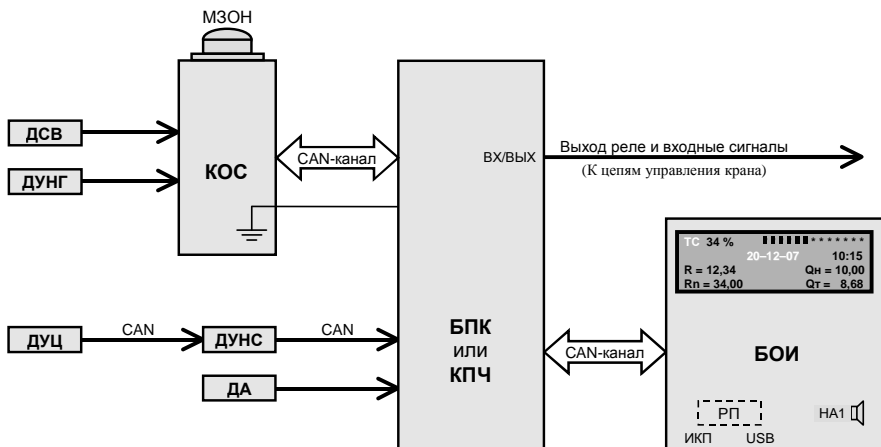 МЗОН
ДСВ
ДУНГ
КОС
CAN-канал
ВХ/ВЫХ
Выход реле и входные сигналы
(К цепям управления крана)
ТС 34 %
20–12–07 10:15
R = 12,34 Qн = 10,00
Rп = 34,00 Qт = 8,68
ДУЦ
CAN
ДУНС
CAN
ДА
БПК
или
КПЧ
CAN-канал
БОИ
РП
НА1
ИКП USB